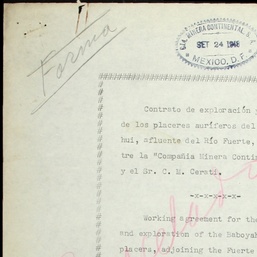 Forma
CIA. MINERA CONTINENTAL, S.A.
SET 24 1948
MEXICO, D.F.
Contrato de exploración
de los placeres auríferos del
hui, afluente del Río Fuerte,
tre la "Compañía Minera Conti
y el Sr. C. M. Cerati.
-x-x-x-x-
Working agreement for the
and exploration of the Baboyah
placers, adjoining the Fuerte